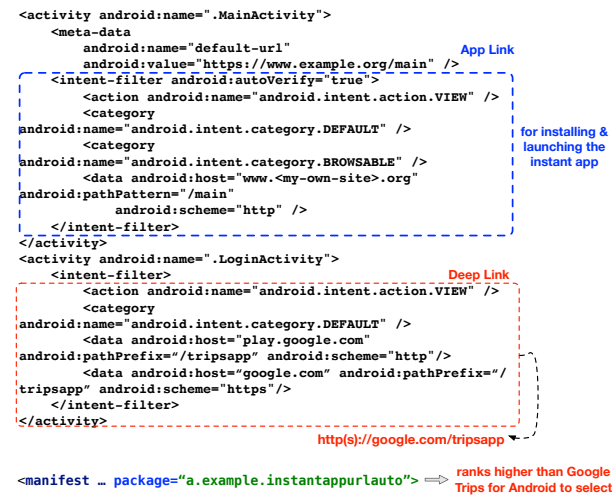 <activity android:name=".MainActivity">
<meta-data
android:name="default-url"
android:value="https://www.example.org/main" />
App Link
<intent-filter android:autoVerify="true">
<action android:name="android.intent.action.VIEW" />
<category
android:name="android.intent.category.DEFAULT" />
<category
android:name="android.intent.category.BROWSABLE" />
<data android:host="www.<my-own-site>.org"
android:pathPattern="/main"
android:scheme="http" />
</intent-filter>
for installing &
launching the
instant app
</activity>
<activity android:name=".LoginActivity">
<intent-filter>
Deep Link
<action android:name="android.intent.action.VIEW" />
<category
android:name="android.intent.category.DEFAULT" />
<data android:host="play.google.com"
android:pathPrefix=“/tripsapp” android:scheme="http"/>
<data android:host=“google.com” android:pathPrefix=“/
tripsapp” android:scheme="https"/>
</intent-filter>
</activity>
http(s)://google.com/tripsapp
<manifest … package=“a.example.instantappurlauto”>
ranks higher than Google
Trips for Android to select